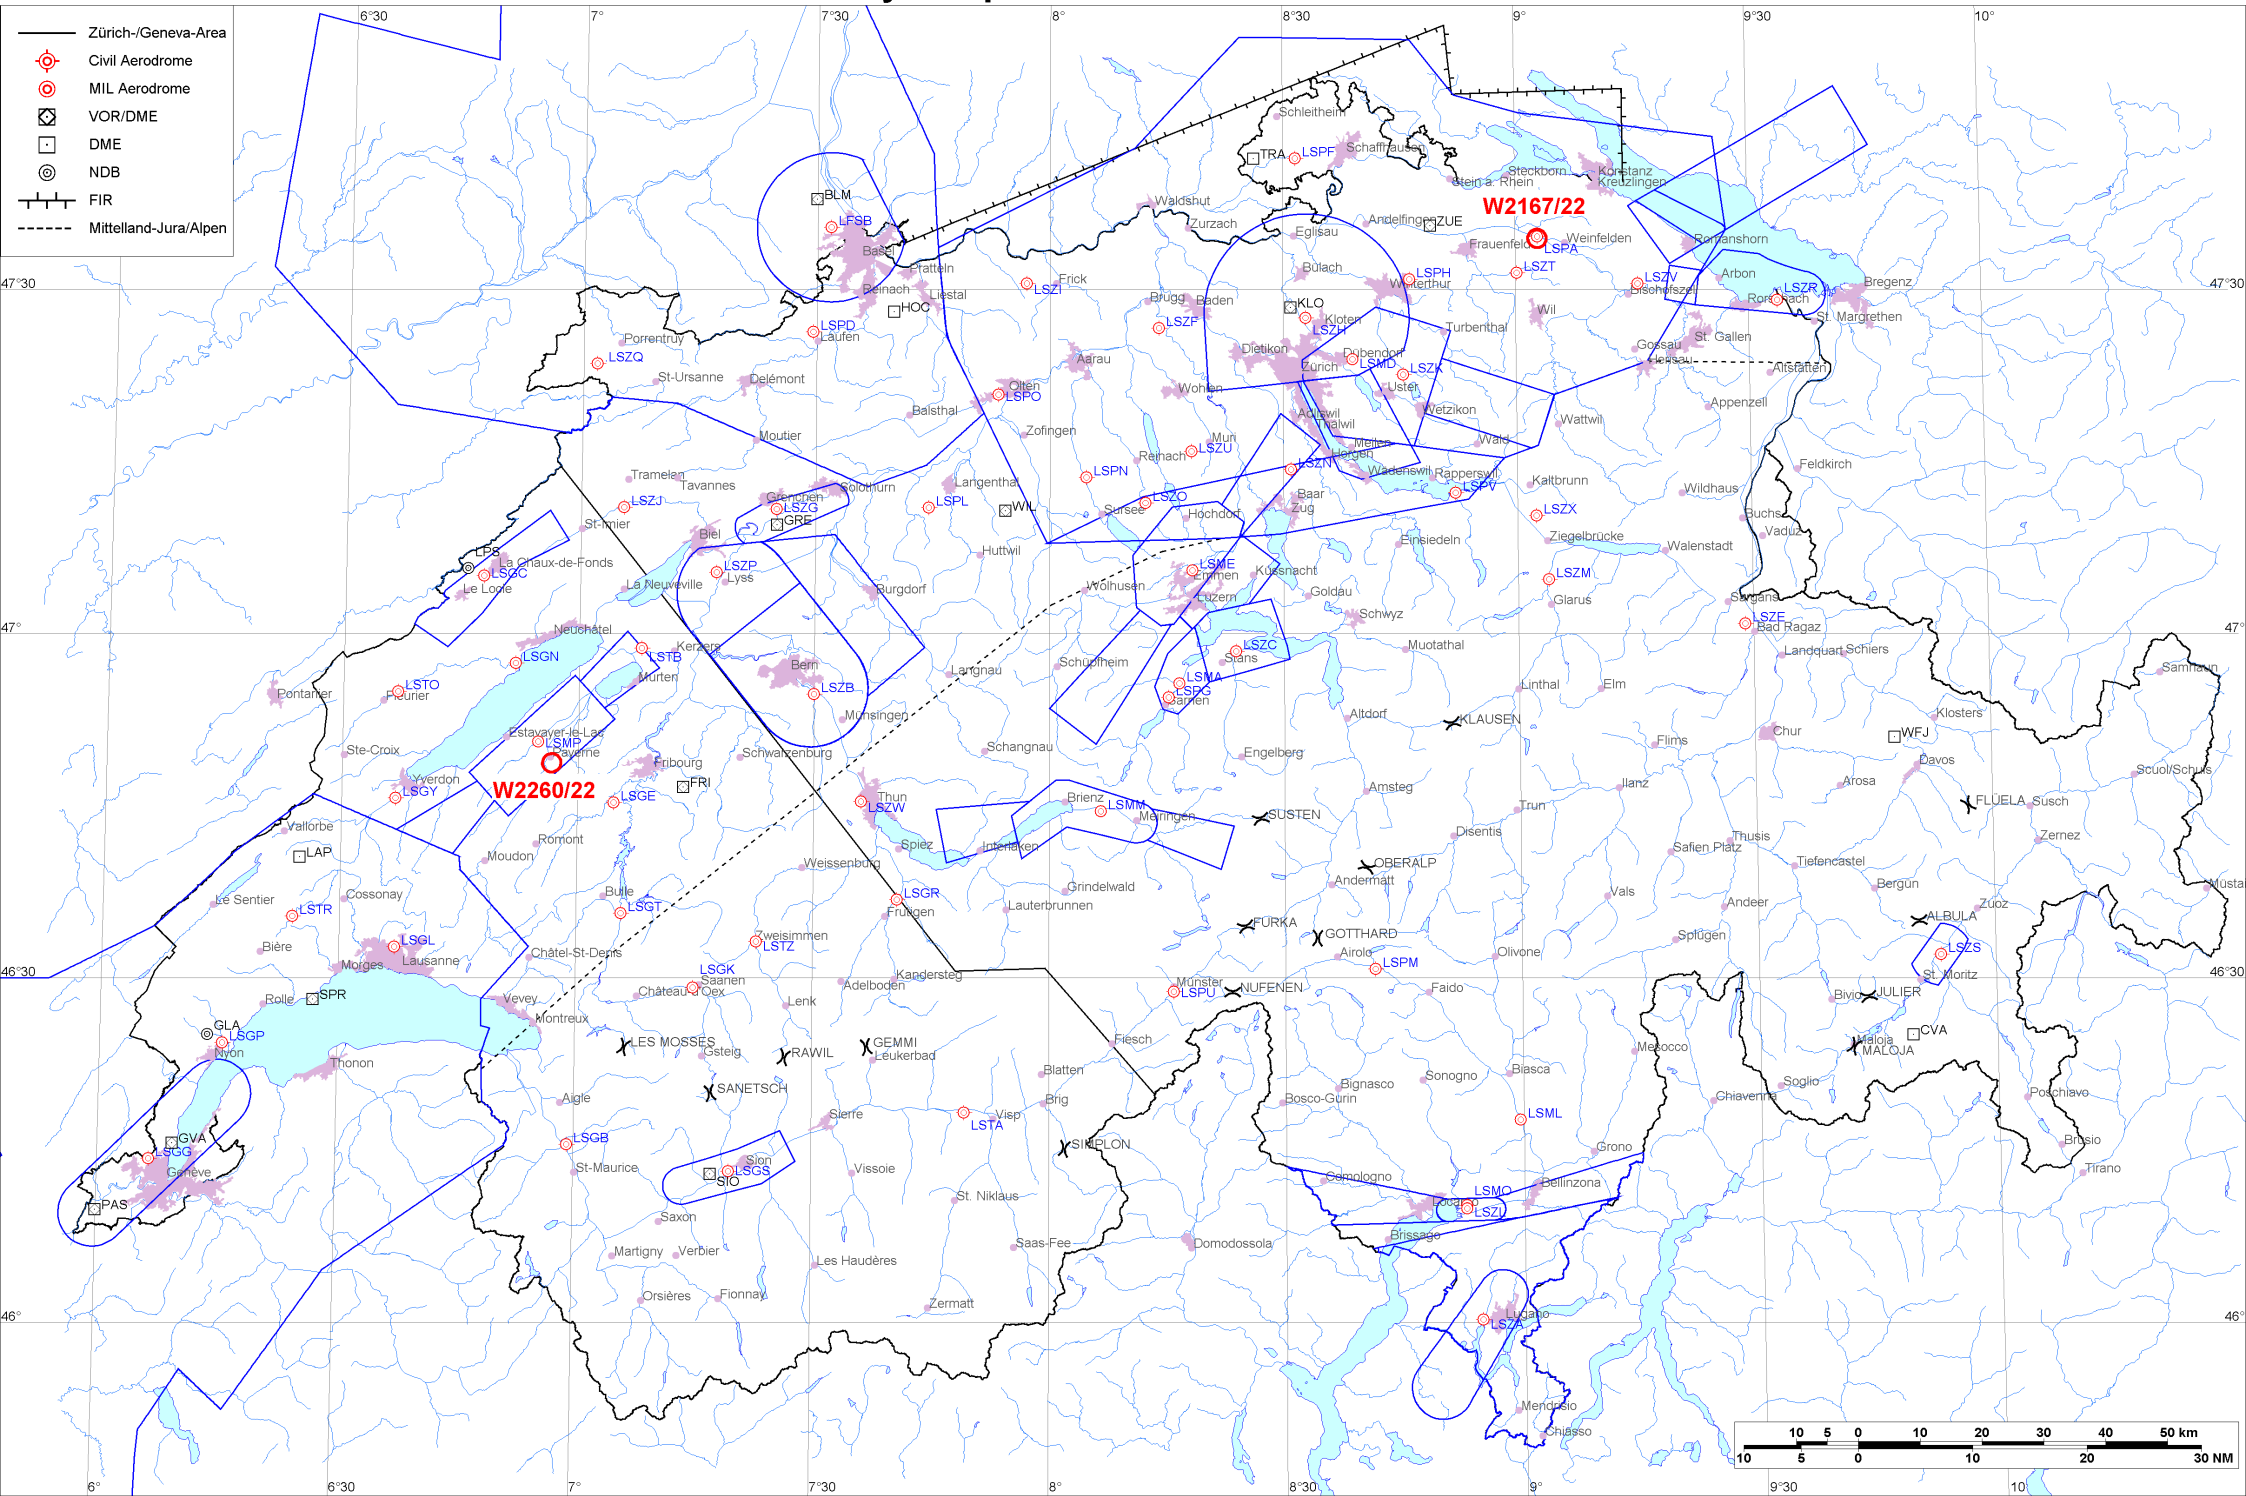 6°30
7°
7°30
8°
8°30
9°
9°30
10°
Zürich-/Geneva-Area
Civil Aerodrome
MIL Aerodrome
VOR/DME
DME
NDB
FIR
Mittelland-Jura/Alpen
Schleitheim
TRA
LSPF
Schaffhausen
Steckborn
Stein a. Rhein
Konstanz
Kreuzlingen
BLM
LFSB
Basel
Waldshut
Zurzach
Eglisau
Andelfingen
ZUE
W2167/22
LSPA
Weinfelden
Frauenfeld
Romanshorn
Pratteln
Reinach
Liestal
HOC
LSZI
Frick
Bülach
LSPH
Winterthur
LSZT
LSZV
Bischofszell
Arbon
LSZR
Rorschach
Bregenz
St. Margrethen
47°30
47°30
LSPD
Laufen
Brugg
Baden
LSZF
KLO
Kloten
LSZH
Turbenthal
Wil
St. Gallen
Gossau
Herisau
Altstätten
Porrentruy
LSZQ
St-Ursanne
Delémont
Aarau
Olten
LSPO
Dietikon
Zürich
Dübendorf
LSMD
LSZK
Uster
Wetzikon
Wohlen
Balsthal
Adliswil
Thalwil
Wattwil
Appenzell
Moutier
Zofingen
Muri
LSZU
Reinach
Meilen
Horgen
Wald
Tramelan
Tavannes
LSPN
LSZN
Wädenswil
Rapperswil
LSPV
Kaltbrunn
Wildhaus
Feldkirch
Solothurn
Grenchen
LSZG
GRE
LSZJ
St-Imier
Langenthal
LSPL
WIL
LSZO
Sursee
Hochdorf
Baar
Zug
LSZX
Ziegelbrücke
Buchs
Vaduz
Walenstadt
Biel
LPS
La Chaux-de-Fonds
LSGC
Le Locle
LSZP
Lyss
La Neuveville
Huttwil
Burgdorf
Einsiedeln
LSME
Emmen
Küssnacht
Luzern
Wolhusen
Goldau
Schwyz
LSZM
Glarus
Sargans
LSZE
Bad Ragaz
47°
47°
Neuchâtel
LSGN
LSTB
Kerzers
Murten
Bern
LSZB
Langnau
Schüpfheim
LSZC
Stans
LSMA
LSPG
Sarnen
Muotathal
Landquart
Schiers
Samnaun
Pontarlier
LSTO
Fleurier
Münsingen
Altdorf
Linthal
Elm
KLAUSEN
Klosters
WFJ
Davos
Estavayer-le-Lac
LSMP
Payerne
W2260/22
Ste-Croix
Yverdon
LSGY
Fribourg
FRI
LSGE
Schwarzenburg
Schangnau
Engelberg
Flims
Chur
Arosa
Scuol/Schuls
Thun
LSZW
Brienz
LSMM
Meiringen
Amsteg
SUSTEN
Trun
Ilanz
FLÜELA
Susch
Vallorbe
LAP
Romont
Moudon
Spiez
Interlaken
Weissenburg
Disentis
Safien Platz
Thusis
Tiefencastel
Zernez
OBERALP
Andermatt
Le Sentier
Cossonay
LSTR
Bulle
LSGT
LSGR
Frutigen
Grindelwald
Lauterbrunnen
Vals
Andeer
Bergün
Zuoz
ALBULA
Müstair
FURKA
GOTTHARD
Bière
LSGL
Lausanne
Morges
Châtel-St-Denis
Zweisimmen
LSTZ
Airolo
LSPM
Olivone
Splügen
LSZS
St. Moritz
46°30
46°30
LSGK
Saanen
Château-d'Oex
Lenk
Adelboden
Kandersteg
Münster
LSPU
NUFENEN
Faido
Bivio
JULIER
SPR
Rolle
Vevey
Montreux
GLA
LSGP
Nyon
Thonon
LES MOSSES
Gsteig
RAWIL
GEMMI
Leukerbad
Fiesch
Mesocco
Maloja
MALOJA
CVA
SANETSCH
Blatten
Bignasco
Sonogno
Biasca
Soglio
Chiavenna
Poschiavo
Aigle
Sierre
LSTA
Visp
Brig
Bosco-Gurin
LSML
GVA
LSGG
Genève
LSGB
St-Maurice
Sion
LSGS
SIO
Vissoie
SIMPLON
Grono
Brusio
Tirano
PAS
St. Niklaus
Comologno
LSMO
Locarno
LSZL
Bellinzona
Saxon
Martigny
Verbier
Les Haudères
Saas-Fee
Domodossola
Brissago
Orsières
Fionnay
Zermatt
46°
46°
Lugano
LSZA
Mendrisio
Chiasso
10 5 0 10 20 30 40 50 km
10 5 0 10 20 30 NM
6°
6°30
7°
7°30
8°
8°30
9°
9°30
10